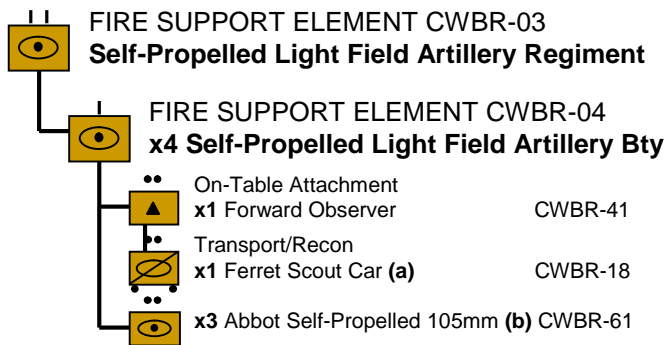 FIRE SUPPORT ELEMENT CWBR-03
Self-Propelled Light Field Artillery Regiment
FIRE SUPPORT ELEMENT CWBR-04
x4 Self-Propelled Light Field Artillery Bty
On-Table Attachment
x1 Forward Observer CWBR-41
Transport/Recon
x1 Ferret Scout Car (a) CWBR-18
x3 Abbot Self-Propelled 105mm (b) CWBR-61